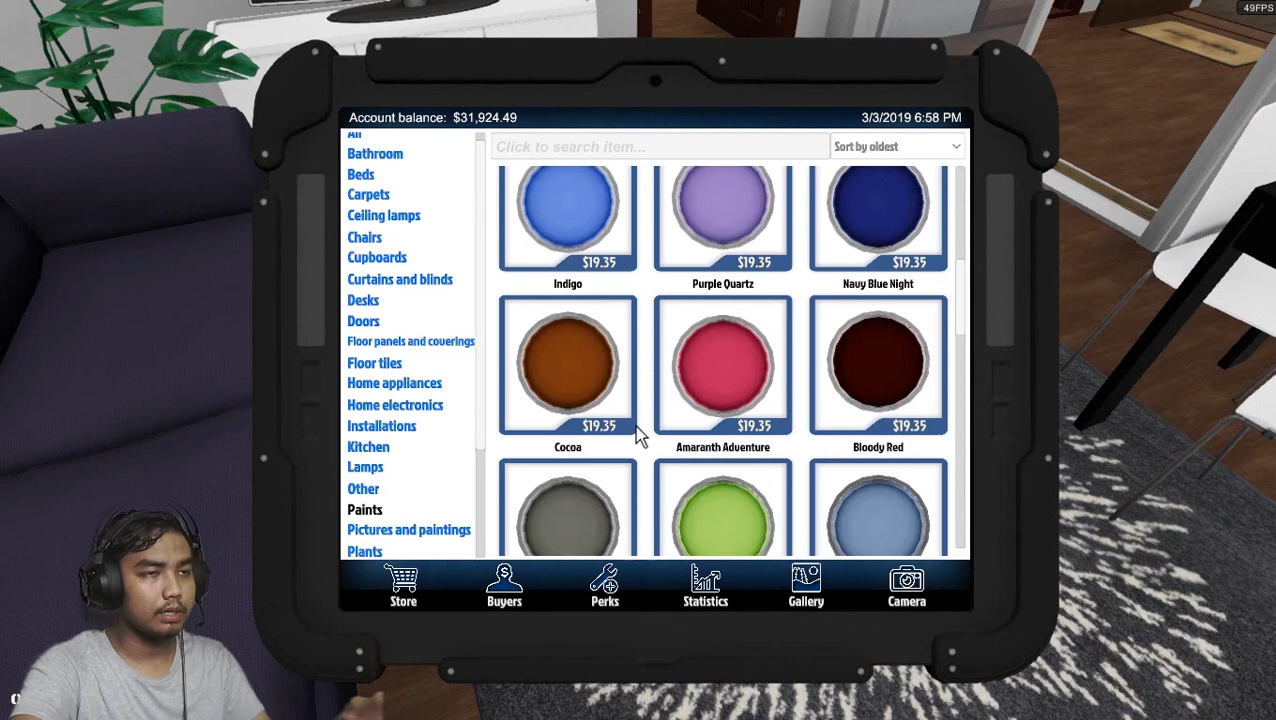 49FPS
Account balance: $31,924.49 3/3/2019 6:58 PM
All
Click to search item... Sort by oldest
Bathroom
Beds
Carpets
Ceiling lamps
Chairs
Cupboards
Curtains and blinds
Desks
Doors
Floor panels and coverings
Floor tiles
Home appliances
Home electronics
Installations
Kitchen
Lamps
Other
Paints
Pictures and paintings
Plants
$19.35 $19.35 $19.35
Indigo Purple Quartz Navy Blue Night
$19.35 $19.35 $19.35
Cocoa Amaranth Adventure Bloody Red
Store Buyers Perks Statistics Gallery Camera